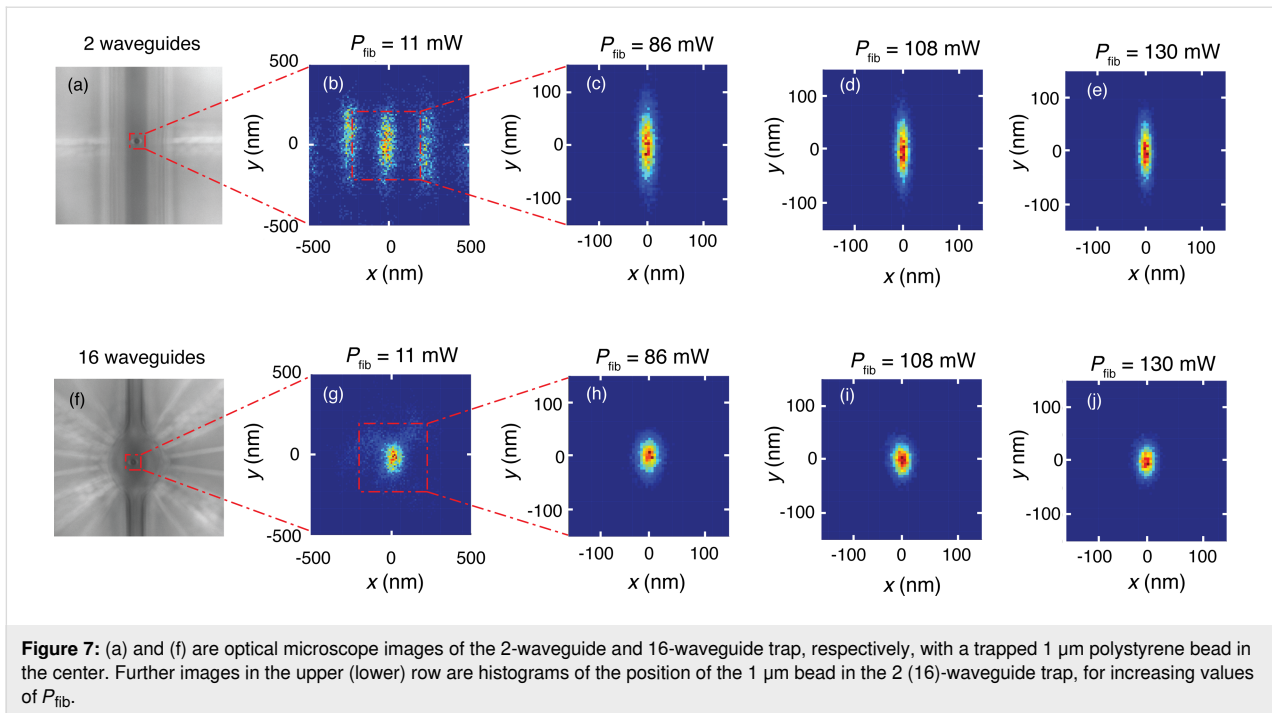 2 waveguides
P_fib = 11 mW
P_fib = 86 mW
P_fib = 108 mW
P_fib = 130 mW
(a)
(b)
(c)
(d)
(e)
500
0
-500
y (nm)
-500 0 500
x (nm)
100
0
-100
y (nm)
-100 0 100
x (nm)
100
0
-100
y (nm)
-100 0 100
x (nm)
100
0
-100
y (nm)
-100 0 100
x (nm)
16 waveguides
P_fib = 11 mW
P_fib = 86 mW
P_fib = 108 mW
P_fib = 130 mW
(f)
(g)
(h)
(i)
(j)
500
0
-500
y (nm)
-500 0 500
x (nm)
100
0
-100
y (nm)
-100 0 100
x (nm)
100
0
-100
y (nm)
-100 0 100
x (nm)
100
0
-100
y (nm)
-100 0 100
x (nm)
Figure 7: (a) and (f) are optical microscope images of the 2-waveguide and 16-waveguide trap, respectively, with a trapped 1 µm polystyrene bead in
the center. Further images in the upper (lower) row are histograms of the position of the 1 µm bead in the 2 (16)-waveguide trap, for increasing values
of P_fib.